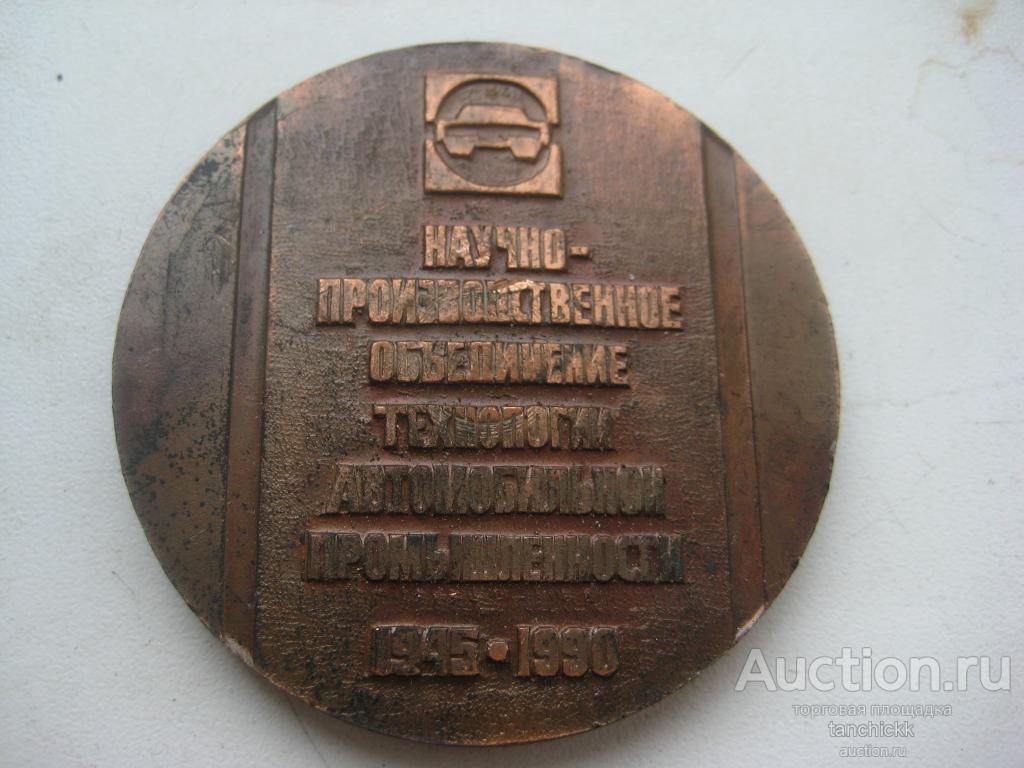 НАУЧНО-
ПРОИЗВОДСТВЕННОЕ
ОБЪЕДИНЕНИЕ
ТЕХНОЛОГИИ
АВТОМОБИЛЬНОЙ
ПРОМЫШЛЕННОСТИ
1945•1990
Auction.ru
торговая площадка
tanchickk
auction.ru